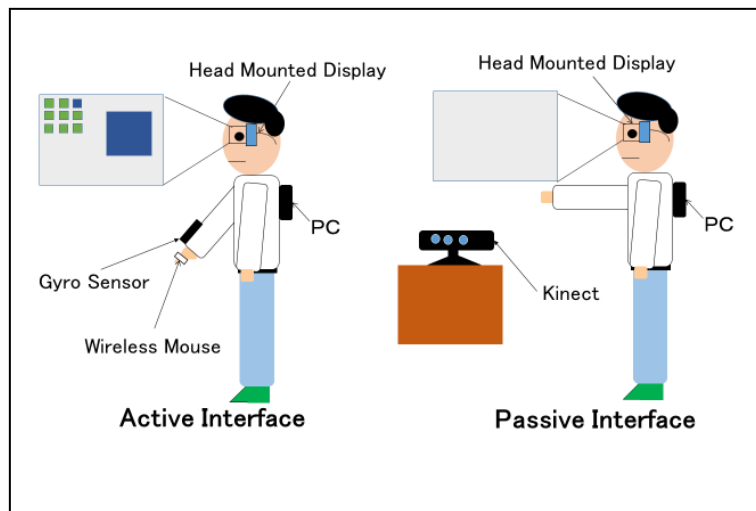 Head Mounted Display
PC
Gyro Sensor
Wireless Mouse
Active Interface
Head Mounted Display
PC
Kinect
Passive Interface